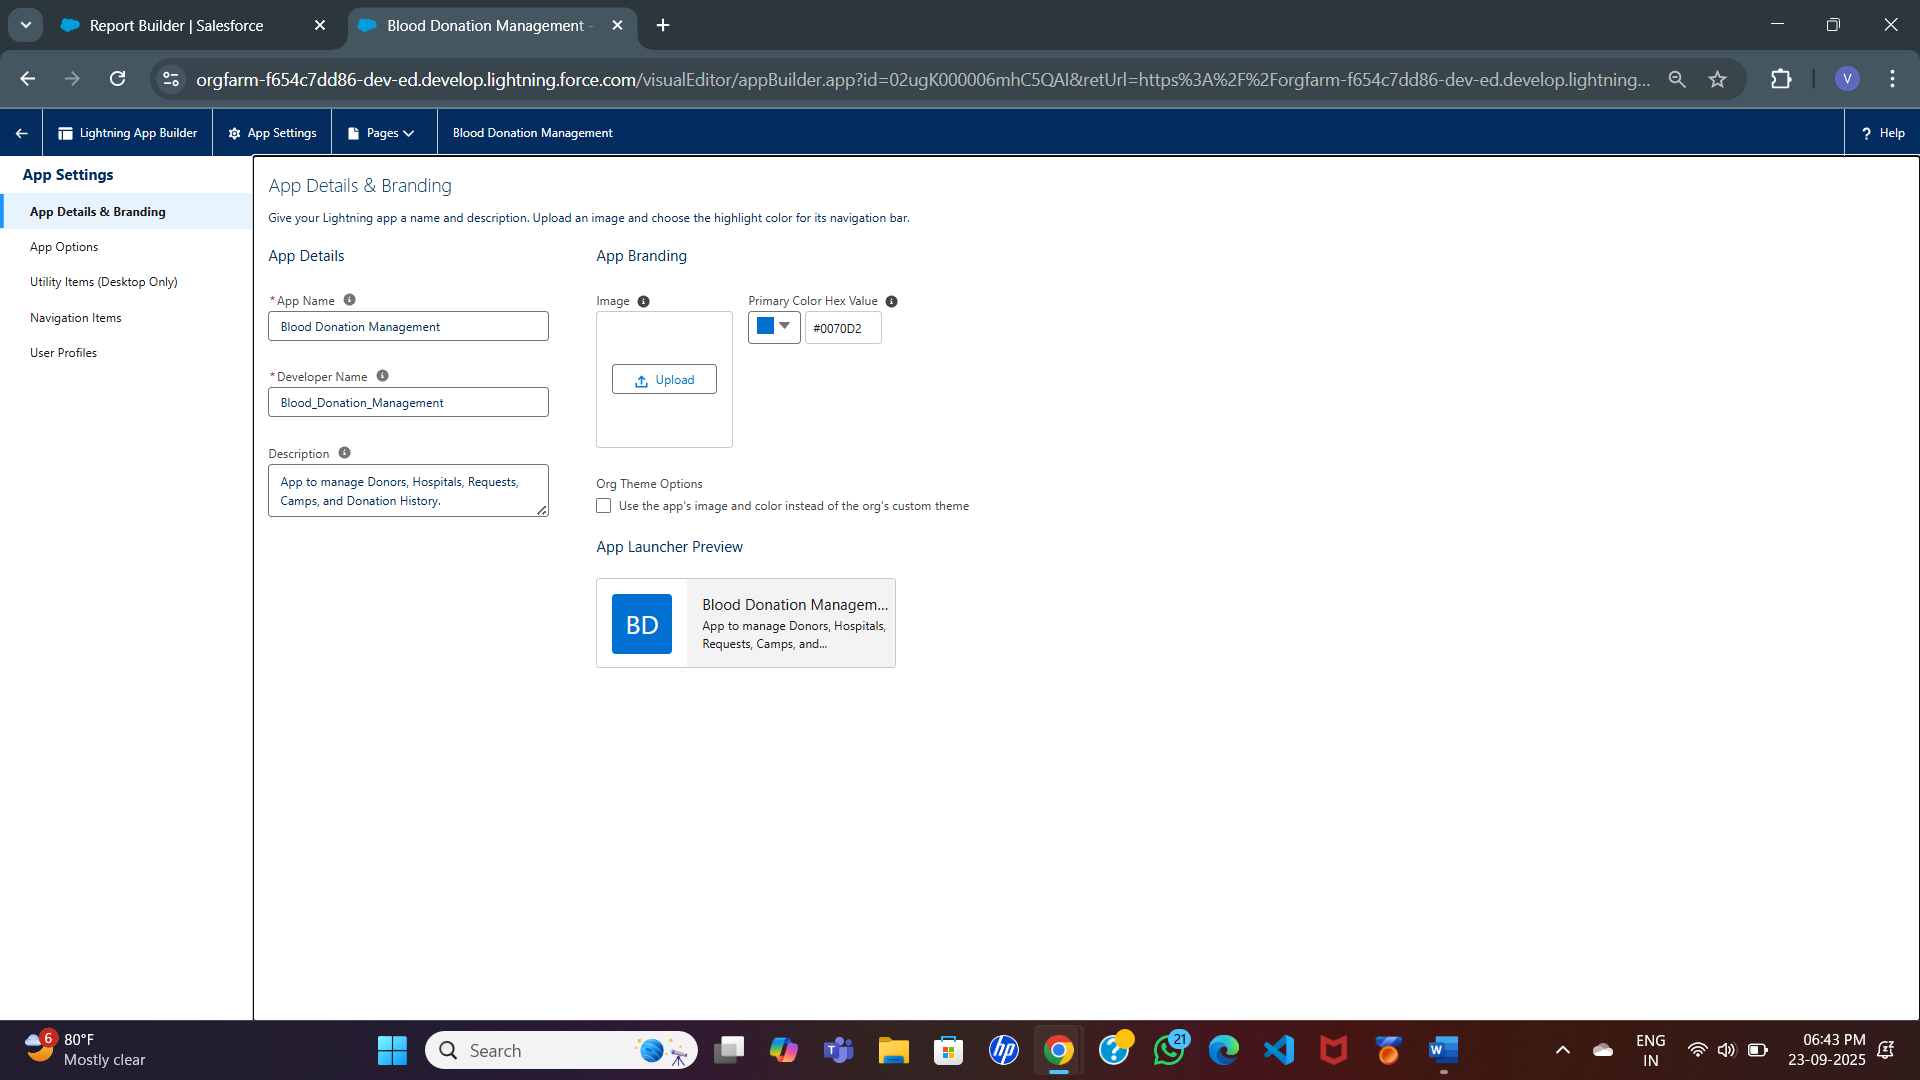 Report Builder | Salesforce
Blood Donation Management -
orgfarm-f654c7dd86-dev-ed.develop.lightning.force.com/visualEditor/appBuilder.app?id=02ugK000006mhC5QAI&retUrl=https%3A%2F%2Forgfarm-f654c7dd86-dev-ed.develop.lightning...
V
Lightning App Builder
App Settings
Pages
Blood Donation Management
? Help
App Settings
App Details & Branding
App Options
Utility Items (Desktop Only)
Navigation Items
User Profiles
App Details & Branding
Give your Lightning app a name and description. Upload an image and choose the highlight color for its navigation bar.
App Details
*App Name
Blood Donation Management
*Developer Name
Blood_Donation_Management
Description
App to manage Donors, Hospitals, Requests,
Camps, and Donation History.
App Branding
Image
Upload
Primary Color Hex Value
#0070D2
Org Theme Options
Use the app's image and color instead of the org's custom theme
App Launcher Preview
BD
Blood Donation Managem...
App to manage Donors, Hospitals,
Requests, Camps, and...
6
80°F
Mostly clear
Search
hp
21
ENG
IN
06:43 PM
23-09-2025